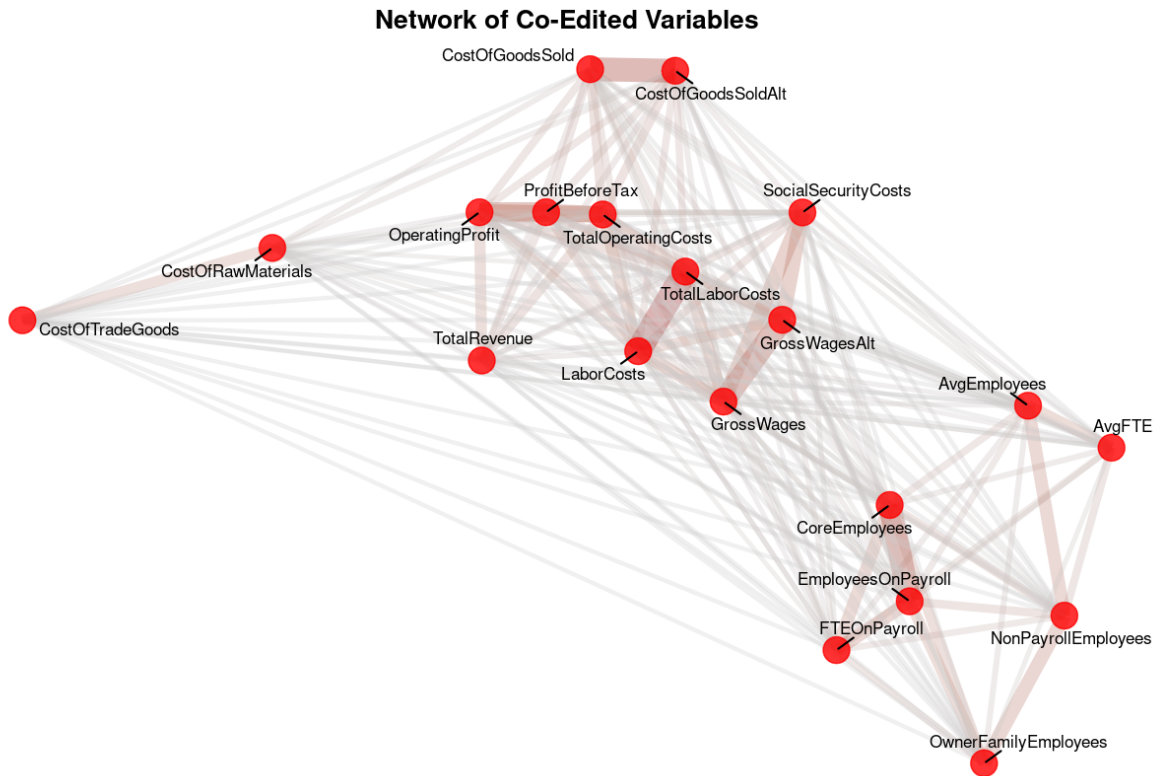 Network of Co-Edited Variables
CostOfGoodsSold
CostOfGoodsSoldAlt
ProfitBeforeTax
SocialSecurityCosts
OperatingProfit
TotalOperatingCosts
CostOfRawMaterials
TotalLaborCosts
CostOfTradeGoods
TotalRevenue
GrossWagesAlt
LaborCosts
AvgEmployees
GrossWages
AvgFTE
CoreEmployees
EmployeesOnPayroll
FTEOnPayroll
NonPayrollEmployees
OwnerFamilyEmployees